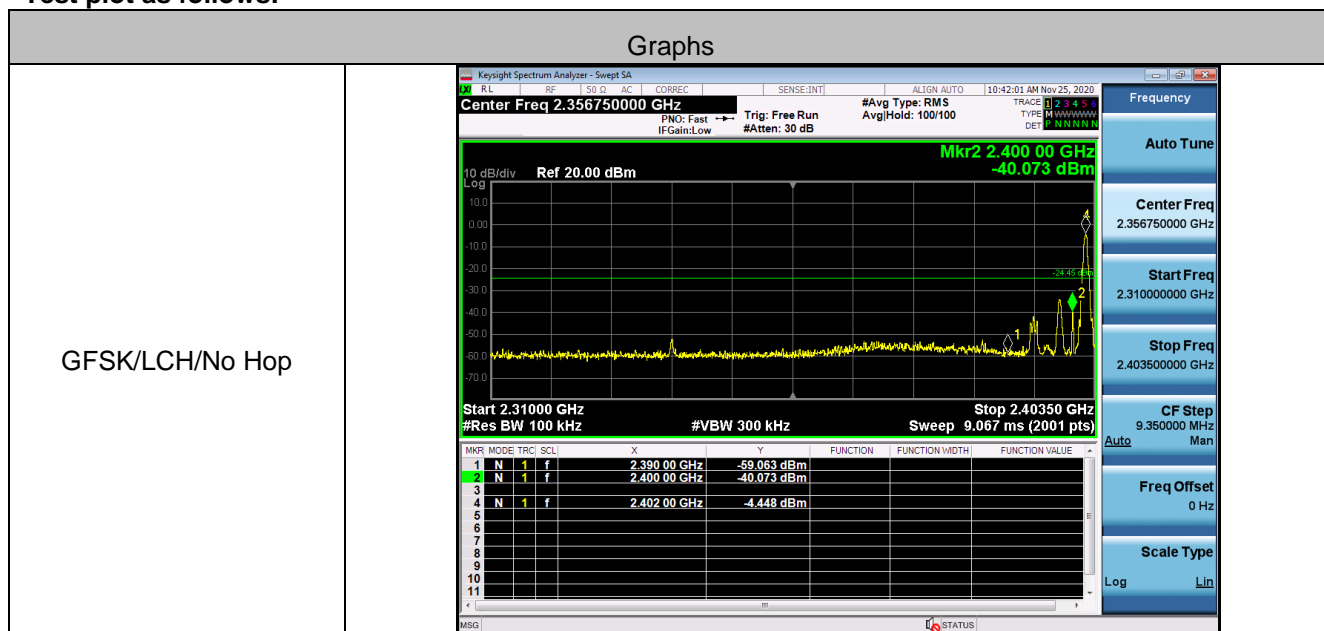 Test plot as follows:
Graphs
GFSK/LCH/No Hop
Keysight Spectrum Analyzer - Swept SA
RL RF 50 Ω AC CORREC SENSE:INT ALIGN AUTO 10:42:01 AM Nov 25, 2020
Center Freq 2.356750000 GHz
PNO: Fast
IFGain:Low
Trig: Free Run
#Atten: 30 dB
#Avg Type: RMS
Avg|Hold: 100/100
TRACE 1 2 3 4 5 6
TYPE M WWWWW
DET P N N N N N
Mkr2 2.400 00 GHz
-40.073 dBm
10 dB/div Ref 20.00 dBm
Log
10.0
0.00
-10.0
-20.0
-30.0
-40.0
-50.0
-60.0
-70.0
-24.45 dBm
4
2
1
Start 2.31000 GHz Stop 2.40350 GHz
#Res BW 100 kHz #VBW 300 kHz Sweep 9.067 ms (2001 pts)
MKR MODE TRC SCL X Y FUNCTION FUNCTION WIDTH FUNCTION VALUE
1 N 1 f 2.390 00 GHz -59.063 dBm
2 N 1 f 2.400 00 GHz -40.073 dBm
3
4 N 1 f 2.402 00 GHz -4.448 dBm
5
6
7
8
9
10
11
MSG STATUS
Frequency
Auto Tune
Center Freq
2.356750000 GHz
Start Freq
2.310000000 GHz
Stop Freq
2.403500000 GHz
CF Step
9.350000 MHz
Auto Man
Freq Offset
0 Hz
Scale Type
Log Lin